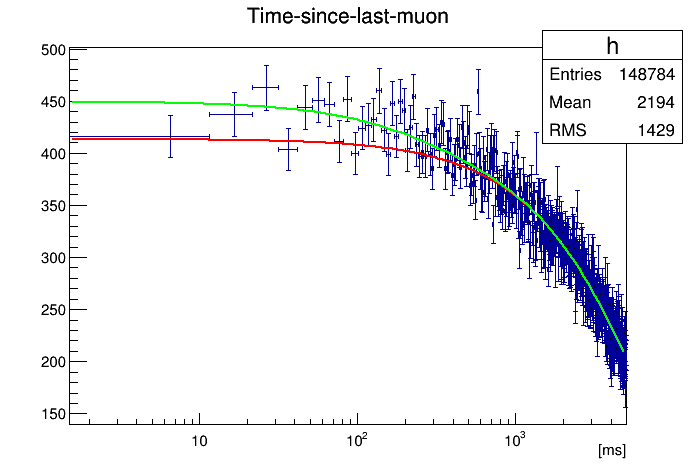 Time-since-last-muon
h
Entries 148784
Mean 2194
RMS 1429
500
450
400
350
300
250
200
150
10
10²
10³
[ms]